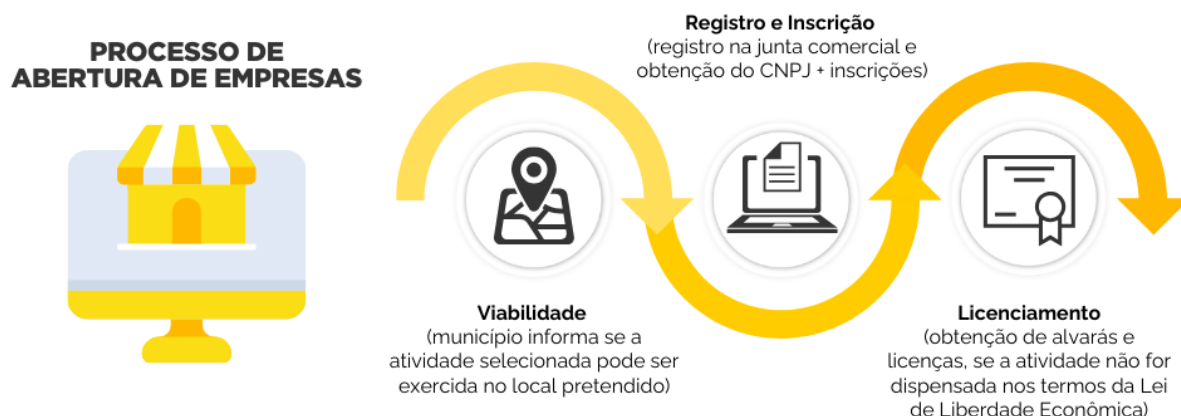 PROCESSO DE
ABERTURA DE EMPRESAS
Viabilidade
(município informa se a
atividade selecionada pode ser
exercida no local pretendido)
Registro e Inscrição
(registro na junta comercial e
obtenção do CNPJ + inscrições)
Licenciamento
(obtenção de alvarás e
licenças, se a atividade não for
dispensada nos termos da Lei
de Liberdade Econômica)